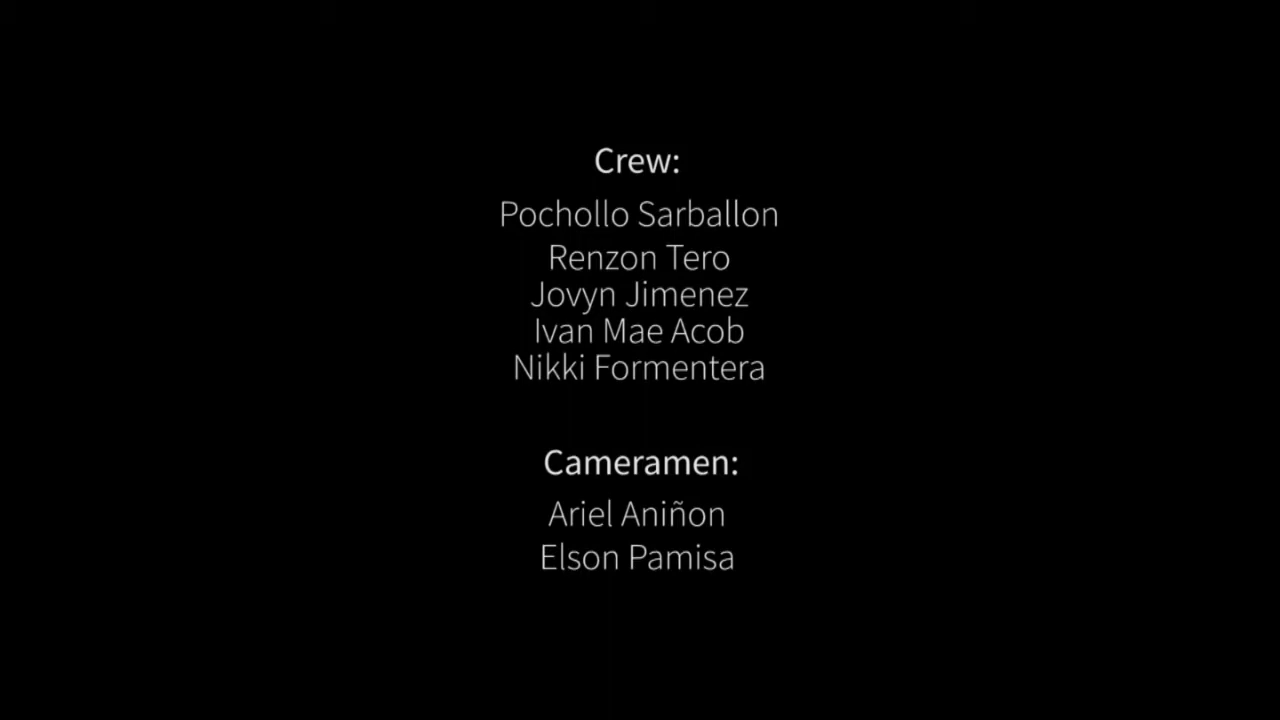 Crew:
Pochollo Sarballon
Renzon Tero
Jovyn Jimenez
Ivan Mae Acob
Nikki Formentera
Cameramen:
Ariel Aniñon
Elson Pamisa